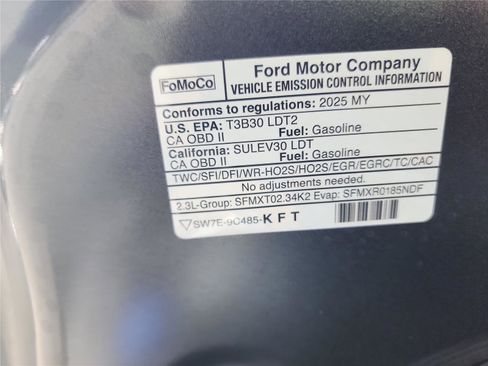 FoMoCo
Ford Motor Company
VEHICLE EMISSION CONTROL INFORMATION
Conforms to regulations: 2025 MY
U.S. EPA: T3B30 LDT2
CA OBD II Fuel: Gasoline
California: SULEV30 LDT
CA OBD II Fuel: Gasoline
TWC/SFI/DFI/WR-HO2S/HO2S/EGR/EGRC/TC/CAC
No adjustments needed.
2.3L-Group: SFMXT02.34K2 Evap: SFMXR0185NDF
SW7E-9C485-KFT